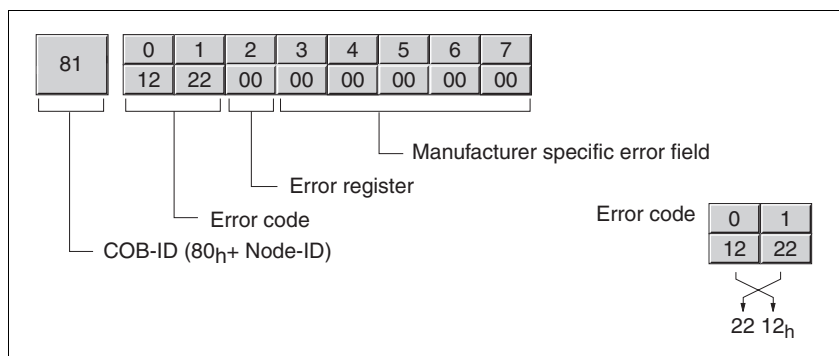 81
0 1 2 3 4 5 6 7
12 22 00 00 00 00 00 00
Manufacturer specific error field
Error register
Error code
COB-ID (80h+ Node-ID)
Error code
0 1
12 22
22 12h